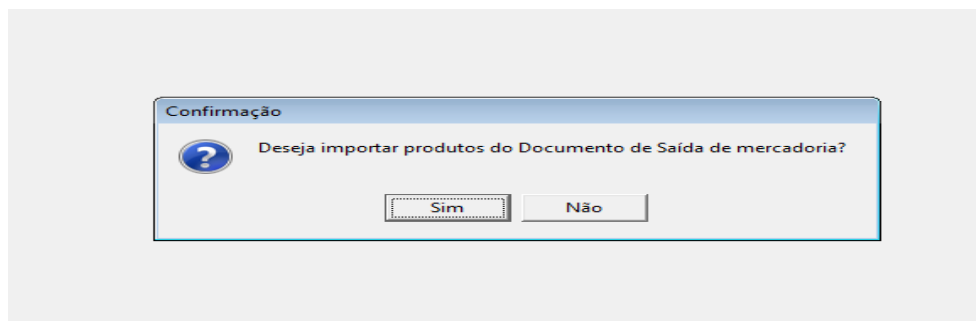 Confirmação
Deseja importar produtos do Documento de Saída de mercadoria?
Sim
Não